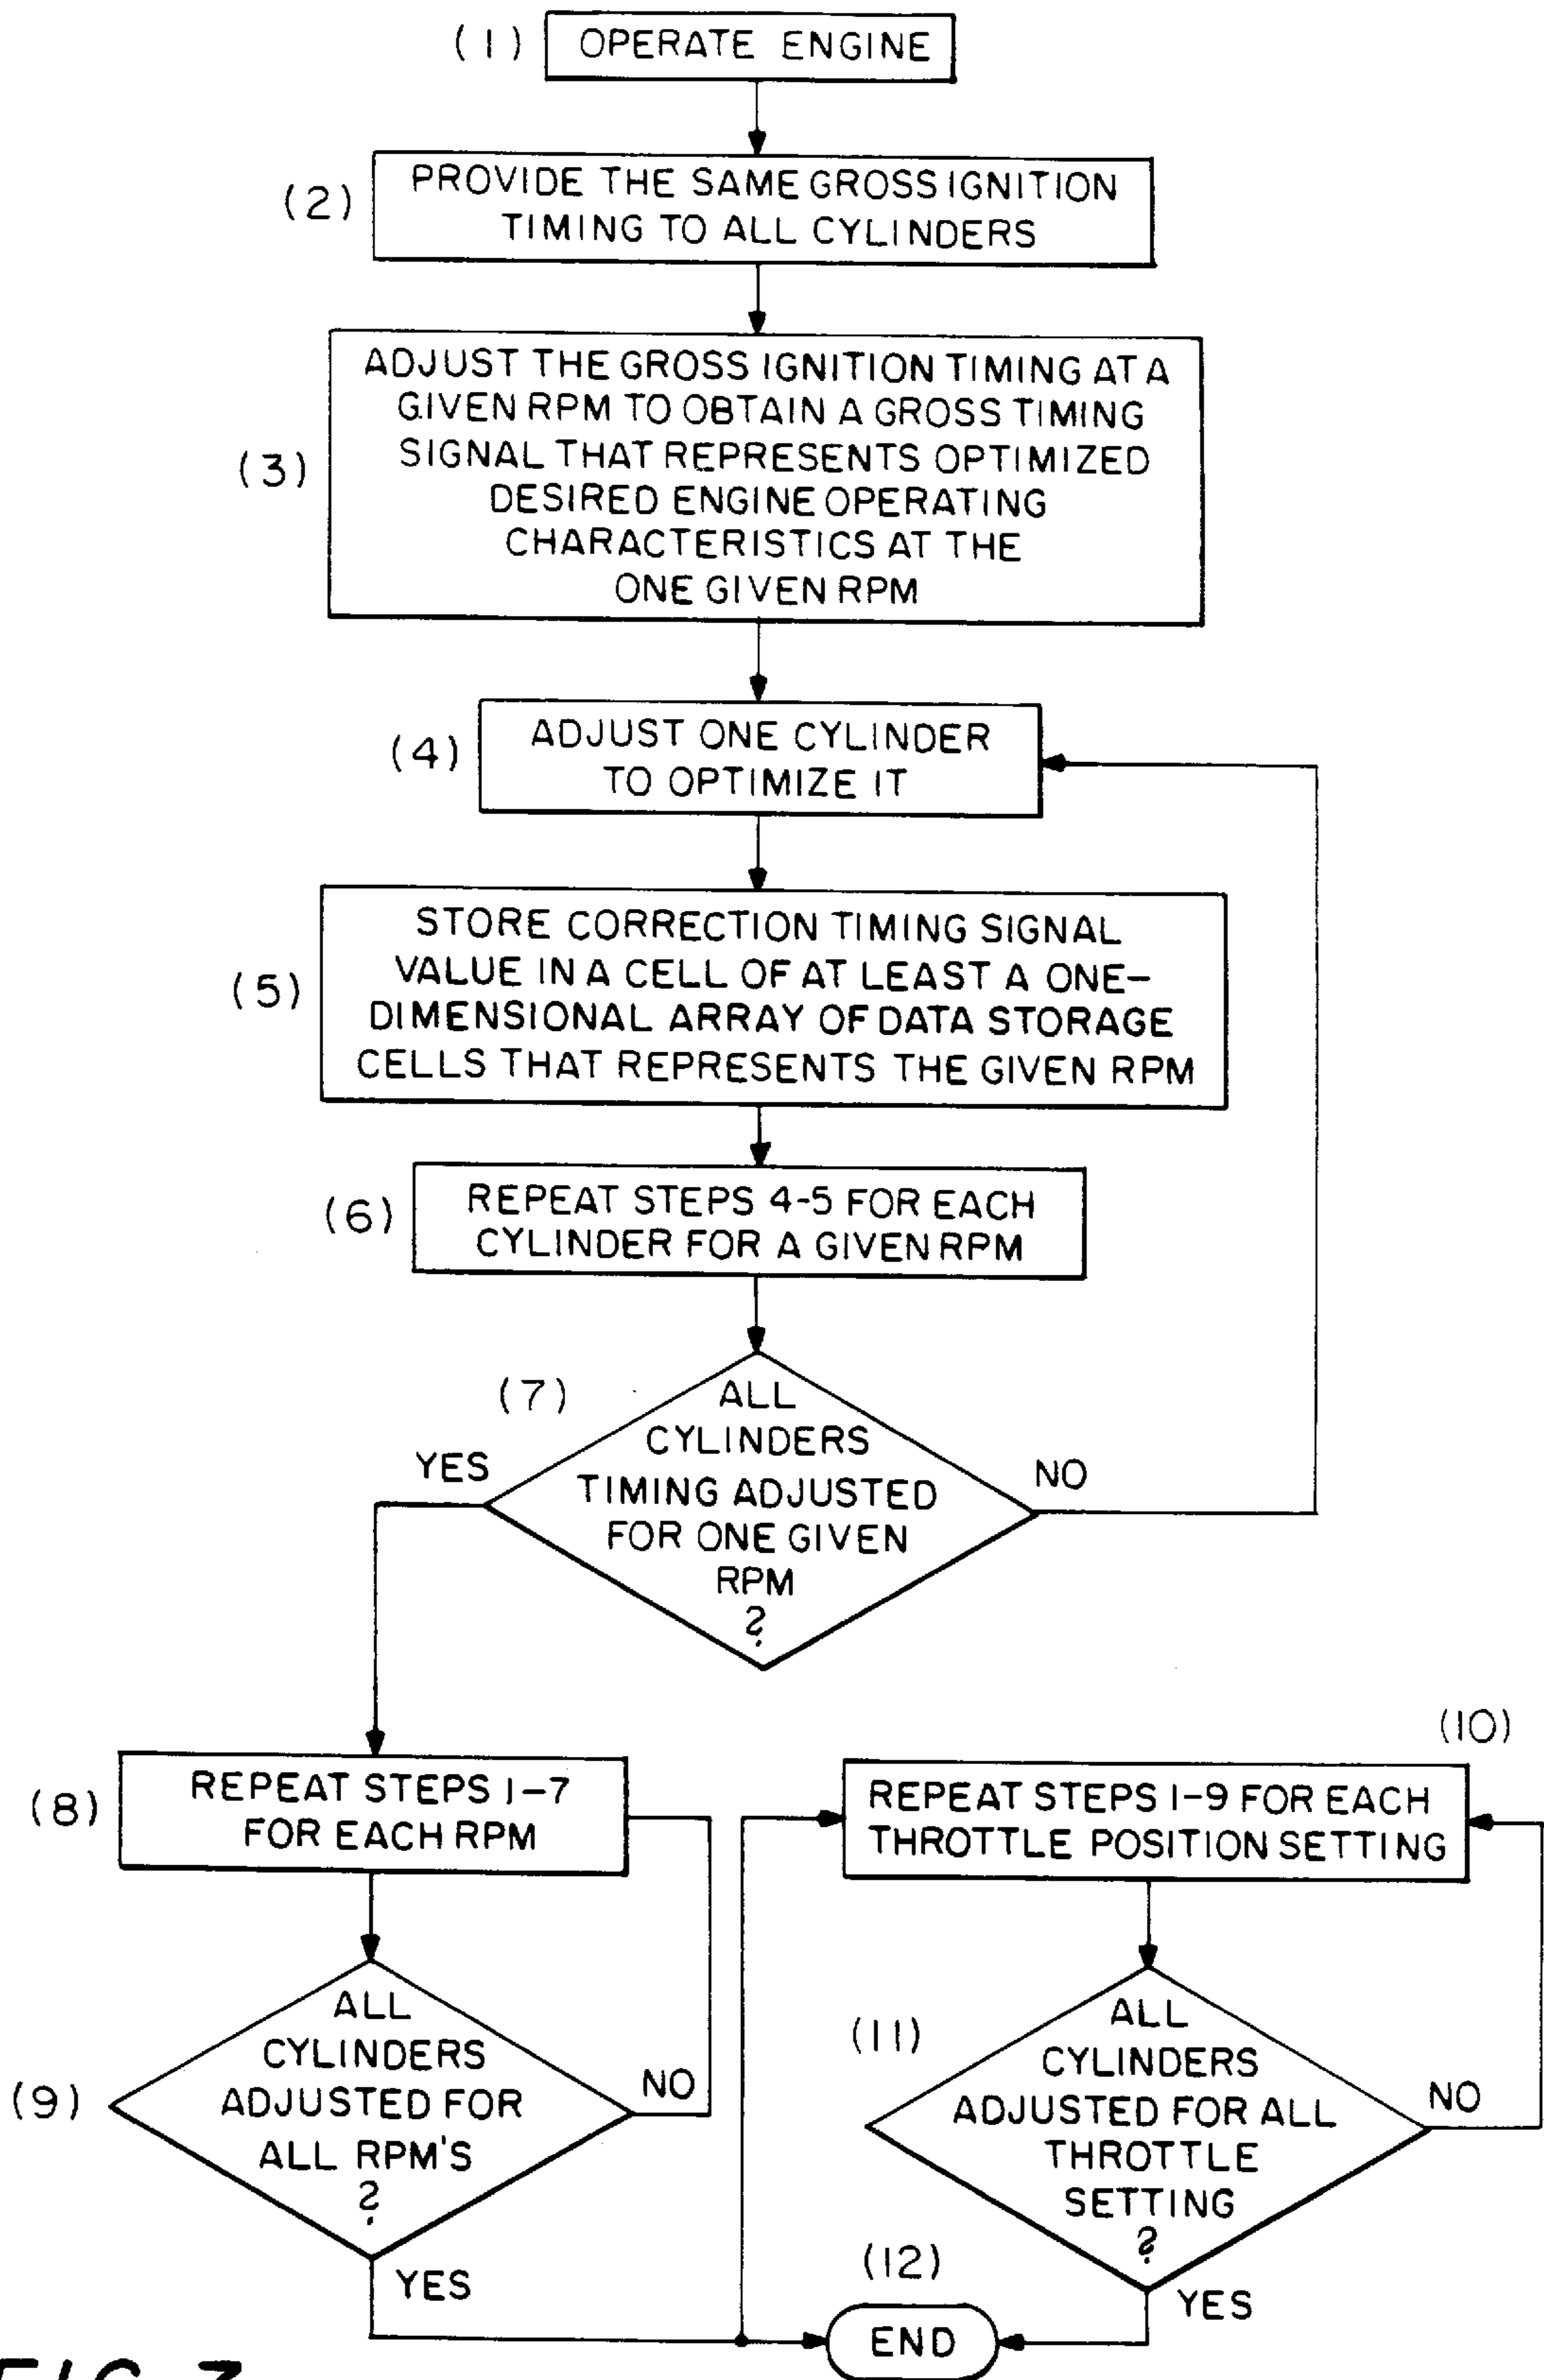 (1)
OPERATE ENGINE
(2)
PROVIDE THE SAME GROSS IGNITION
TIMING TO ALL CYLINDERS
(3)
ADJUST THE GROSS IGNITION TIMING AT A
GIVEN RPM TO OBTAIN A GROSS TIMING
SIGNAL THAT REPRESENTS OPTIMIZED
DESIRED ENGINE OPERATING
CHARACTERISTICS AT THE
ONE GIVEN RPM
(4)
ADJUST ONE CYLINDER
TO OPTIMIZE IT
(5)
STORE CORRECTION TIMING SIGNAL
VALUE IN A CELL OF AT LEAST A ONE-
DIMENSIONAL ARRAY OF DATA STORAGE
CELLS THAT REPRESENTS THE GIVEN RPM
(6)
REPEAT STEPS 4-5 FOR EACH
CYLINDER FOR A GIVEN RPM
(7)
ALL
CYLINDERS
TIMING ADJUSTED
FOR ONE GIVEN
RPM
?
YES
NO
(8)
REPEAT STEPS 1-7
FOR EACH RPM
(9)
ALL
CYLINDERS
ADJUSTED FOR
ALL RPM'S
?
NO
YES
(10)
REPEAT STEPS 1-9 FOR EACH
THROTTLE POSITION SETTING
(11)
ALL
CYLINDERS
ADJUSTED FOR ALL
THROTTLE
SETTING
?
NO
YES
(12)
END